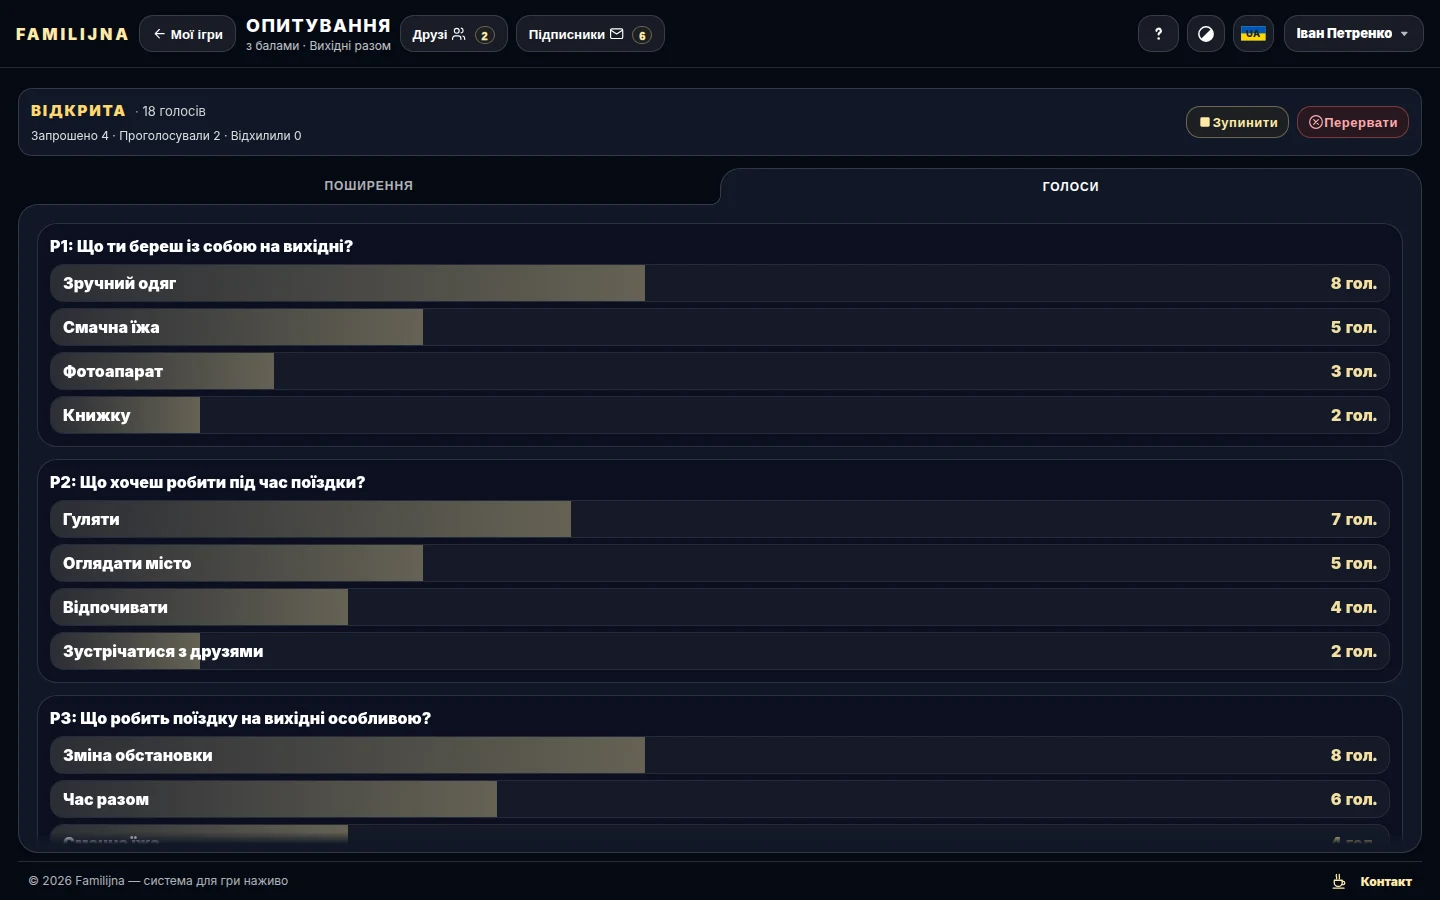 FAMILIJNA
Мої ігри
ОПИТУВАННЯ
з балами · Вихідні разом
Друзі 2
Підписники 6
?
UA
Іван Петренко
ВІДКРИТА · 18 голосів
Запрошено 4 · Проголосували 2 · Відхилили 0
Зупинити
Перервати
ПОШИРЕННЯ
ГОЛОСИ
P1: Що ти береш із собою на вихідні?
Зручний одяг 8 гол.
Смачна їжа 5 гол.
Фотоапарат 3 гол.
Книжку 2 гол.
P2: Що хочеш робити під час поїздки?
Гуляти 7 гол.
Оглядати місто 5 гол.
Відпочивати 4 гол.
Зустрічатися з друзями 2 гол.
P3: Що робить поїздку на вихідні особливою?
Зміна обстановки 8 гол.
Час разом 6 гол.
Смачна їжа 4 гол.
© 2026 Familijna — система для гри наживо
Контакт